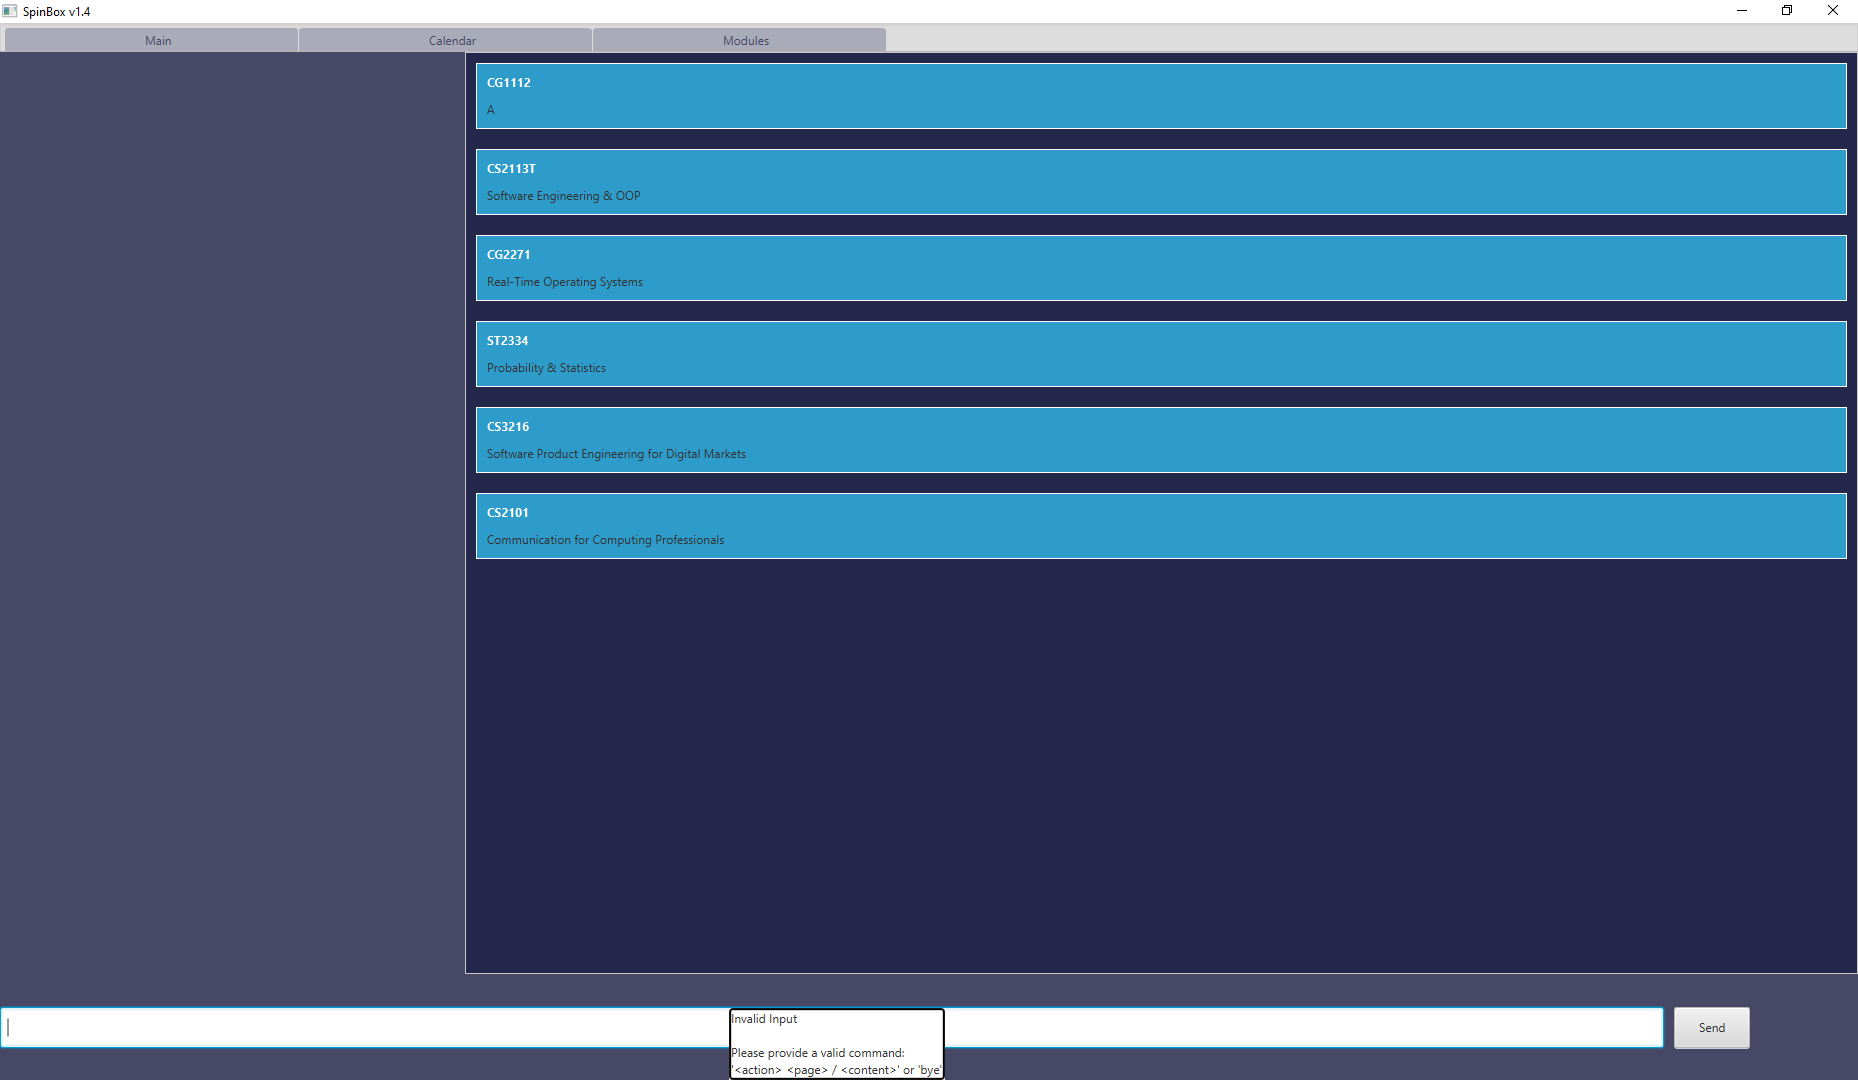 SpinBox v1.4
Main
Calendar
Modules
CG1112
A
CS2113T
Software Engineering & OOP
CG2271
Real-Time Operating Systems
ST2334
Probability & Statistics
CS3216
Software Product Engineering for Digital Markets
CS2101
Communication for Computing Professionals
Invalid Input
Please provide a valid command:
'<action> <page> / <content>' or 'bye'
Send